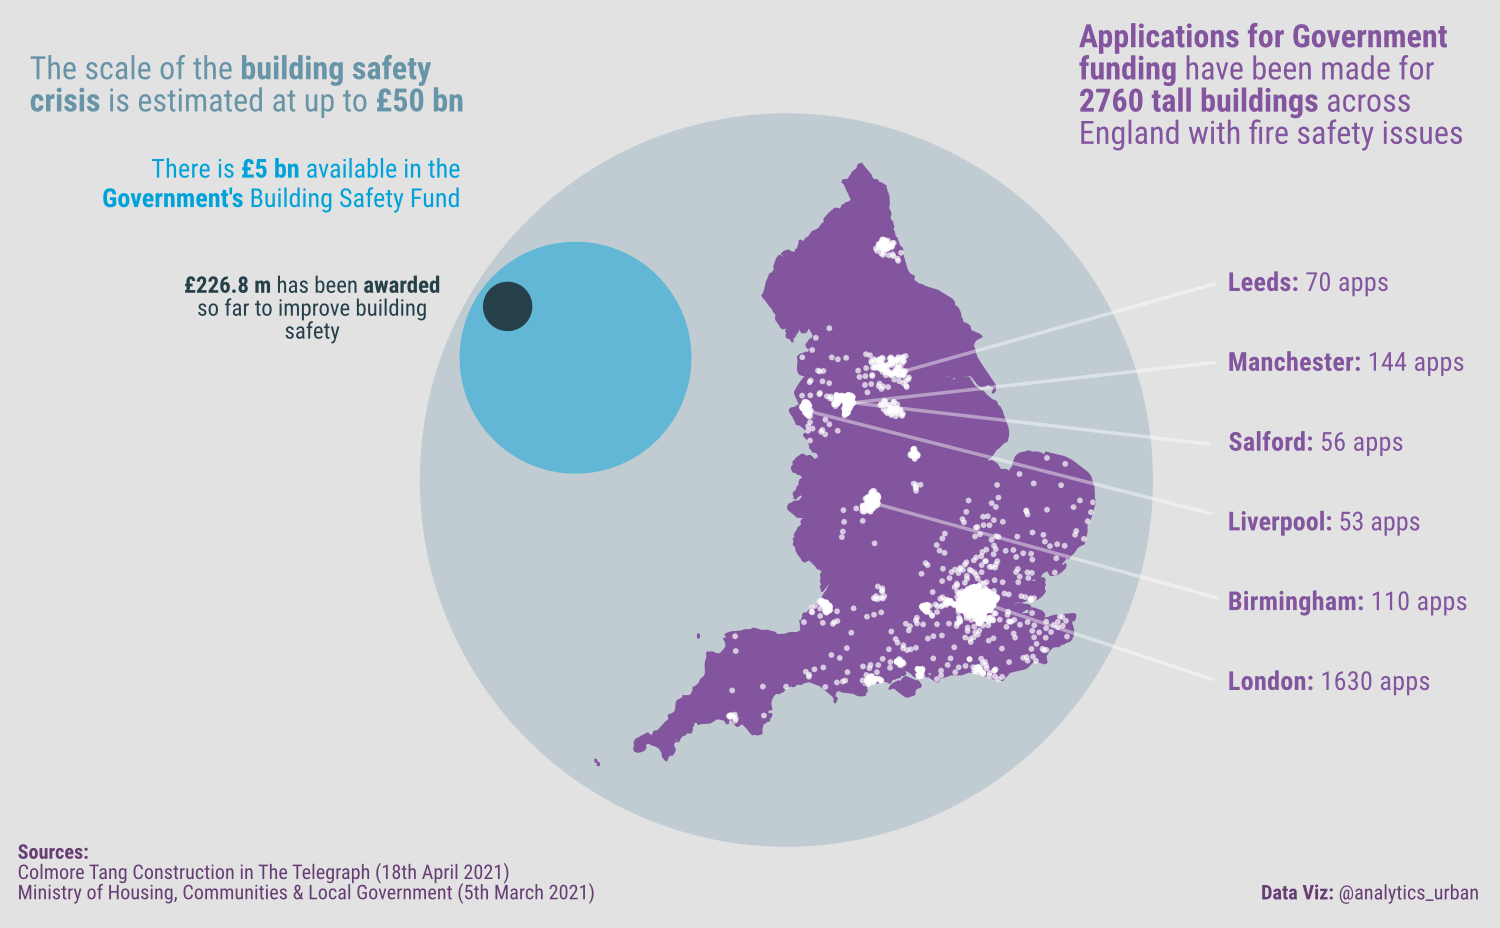 The scale of the building safety
crisis is estimated at up to £50 bn
There is £5 bn available in the
Government's Building Safety Fund
£226.8 m has been awarded
so far to improve building
safety
Applications for Government
funding have been made for
2760 tall buildings across
England with fire safety issues
Leeds: 70 apps
Manchester: 144 apps
Salford: 56 apps
Liverpool: 53 apps
Birmingham: 110 apps
London: 1630 apps
Sources:
Colmore Tang Construction in The Telegraph (18th April 2021)
Ministry of Housing, Communities & Local Government (5th March 2021)
Data Viz: @analytics_urban